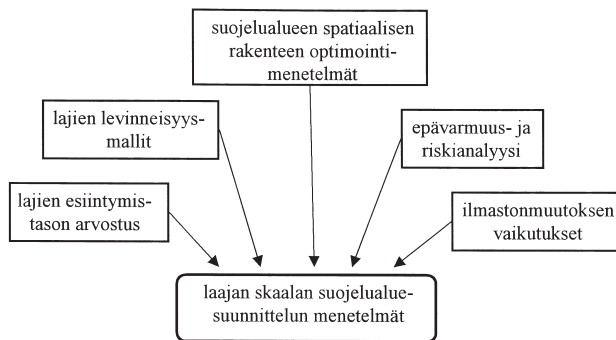 suojelualueen spatiaalisen
rakenteen optimointi-
menetelmät
lajien levinneisyys-
mallit
epävarmuus- ja
riskianalyysi
lajien esiintymis-
tason arvostus
ilmastonmuutoksen
vaikutukset
laajan skaalan suojelualue-
suunnittelun menetelmät